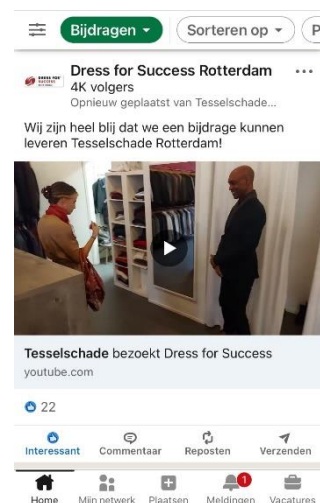 Bijdragen
Sorteren op
P
Dress for Success Rotterdam
4K volgers
Opnieuw geplaatst van Tesselschade...
Wij zijn heel blij dat we een bijdrage kunnen
leveren Tesselschade Rotterdam!
Tesselschade bezoekt Dress for Success
youtube.com
22
Interessant Commentaar Reposten Verzenden
1
Home Mijn netwerk Plaatsen Meldingen Vacatures